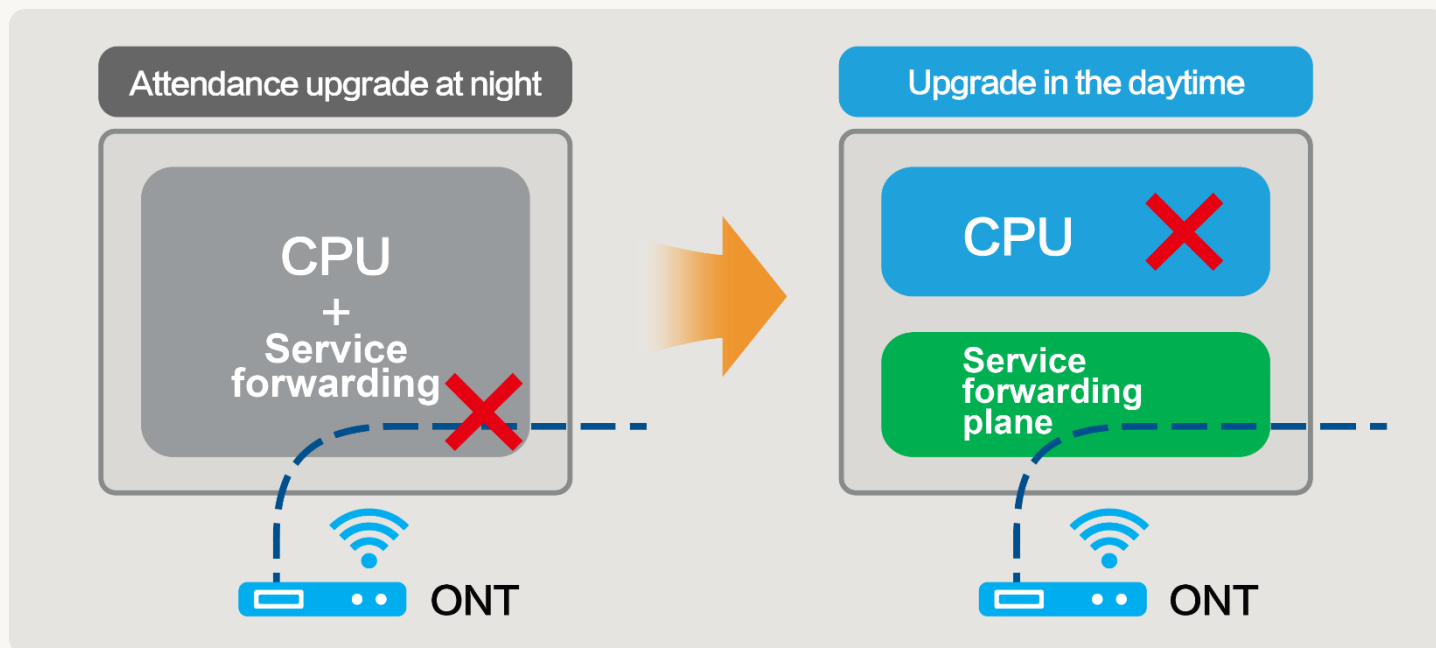 Attendance upgrade at night
CPU
+
Service
forwarding
ONT
Upgrade in the daytime
CPU
Service
forwarding
plane
ONT